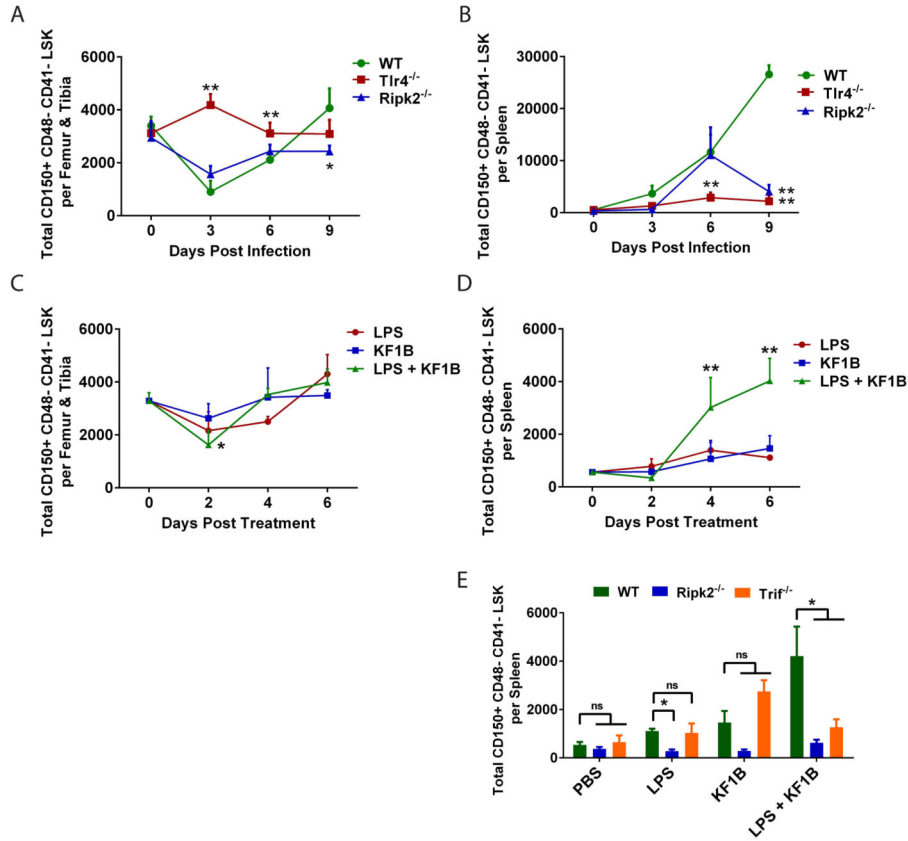 A
Total CD150+ CD48- CD41- LSK
per Femur & Tibia
6000
4000
2000
0
0 3 6 9
Days Post Infection
WT
Tlr4-/-
Ripk2-/-
**
**
*
B
Total CD150+ CD48- CD41- LSK
per Spleen
30000
20000
10000
0
0 3 6 9
Days Post Infection
WT
Tlr4-/-
Ripk2-/-
**
**
**
C
Total CD150+ CD48- CD41- LSK
per Femur & Tibia
6000
4000
2000
0
0 2 4 6
Days Post Treatment
LPS
KF1B
LPS + KF1B
*
D
Total CD150+ CD48- CD41- LSK
per Spleen
6000
4000
2000
0
0 2 4 6
Days Post Treatment
LPS
KF1B
LPS + KF1B
**
**
E
Total CD150+ CD48- CD41- LSK
per Spleen
WT Ripk2-/- Trif-/-
6000
4000
2000
0
ns
ns
*
ns
*
PBS
LPS
KF1B
LPS + KF1B